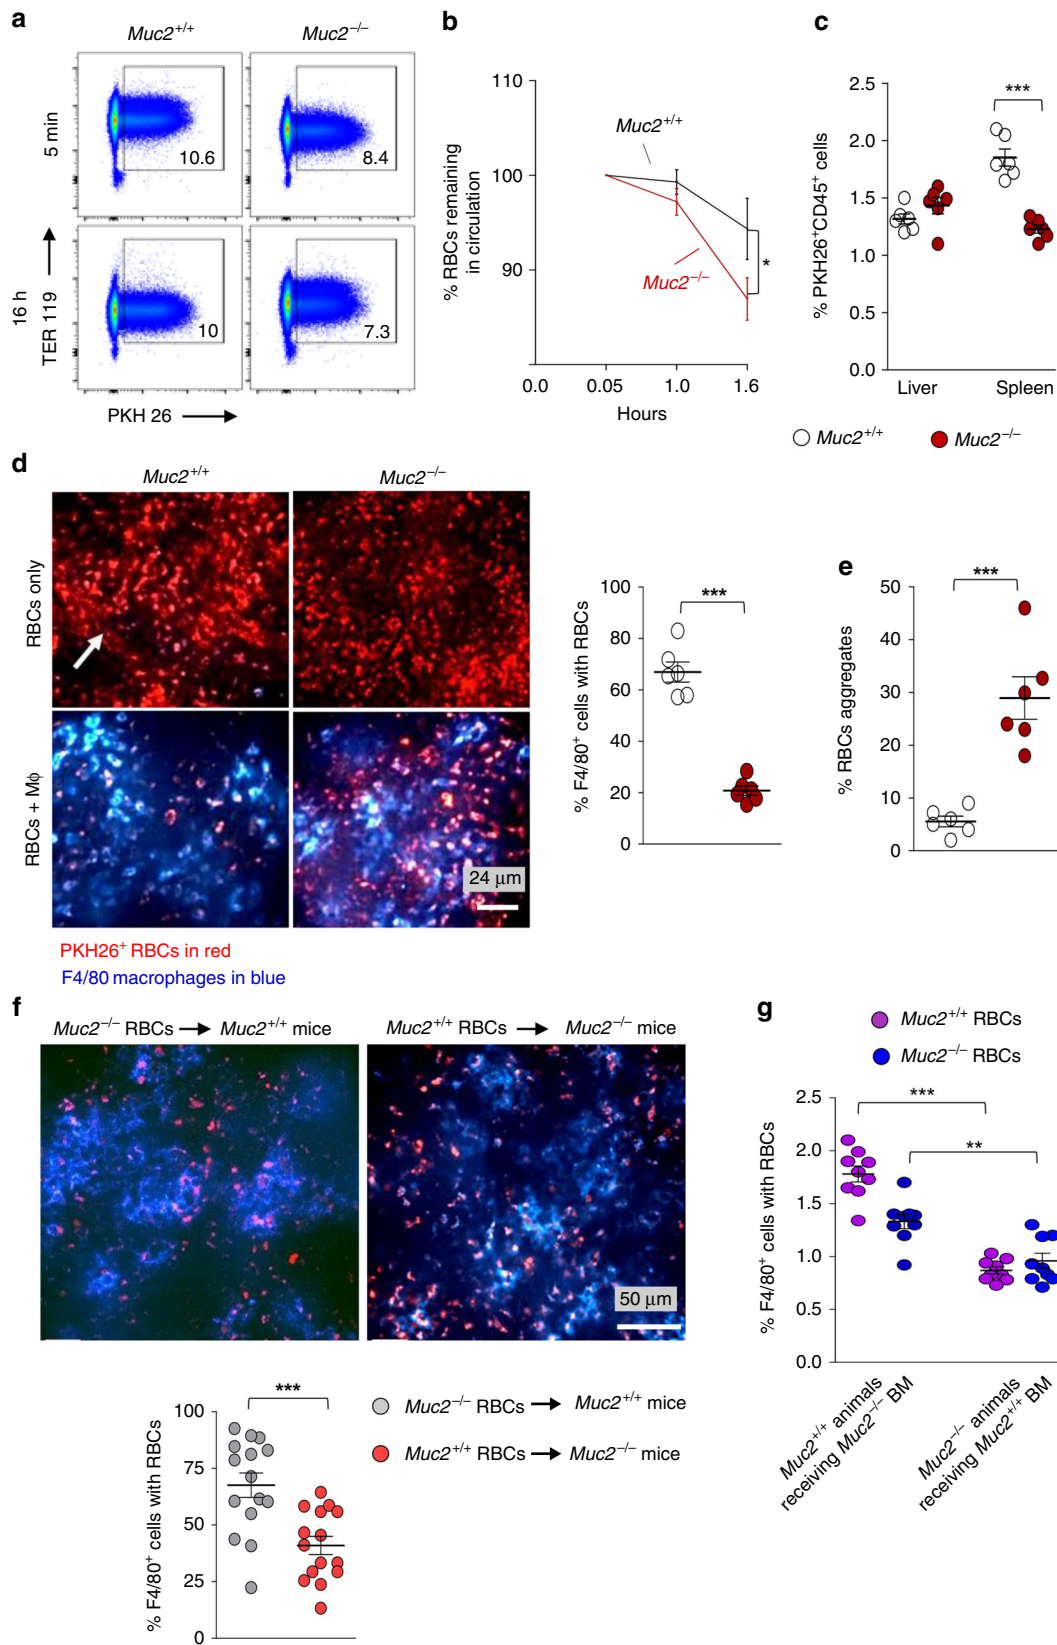 a
Muc2+/+
Muc2−/−
5 min
10.6
8.4
16 h
TER 119
10
7.3
PKH 26
b
% RBCs remaining
in circulation
110
100
90
Muc2+/+
Muc2−/−
*
0.0
0.05
1.0
1.6
Hours
c
% PKH26+CD45+ cells
2.5
2.0
1.5
1.0
0.5
0.0
***
Liver
Spleen
Muc2+/+
Muc2−/−
d
Muc2+/+
Muc2−/−
RBCs only
RBCs + Mϕ
24 µm
PKH26+ RBCs in red
F4/80 macrophages in blue
% F4/80+ cells with RBCs
100
80
60
40
20
0
***
e
% RBCs aggregates
50
40
30
20
10
0
***
f
Muc2−/− RBCs → Muc2+/+ mice
Muc2+/+ RBCs → Muc2−/− mice
50 µm
% F4/80+ cells with RBCs
100
75
50
25
0
***
Muc2−/− RBCs → Muc2+/+ mice
Muc2+/+ RBCs → Muc2−/− mice
g
Muc2+/+ RBCs
Muc2−/− RBCs
% F4/80+ cells with RBCs
2.5
2.0
1.5
1.0
0.5
0.0
***
**
Muc2+/+ animals
receiving Muc2−/− BM
Muc2−/− animals
receiving Muc2+/+ BM